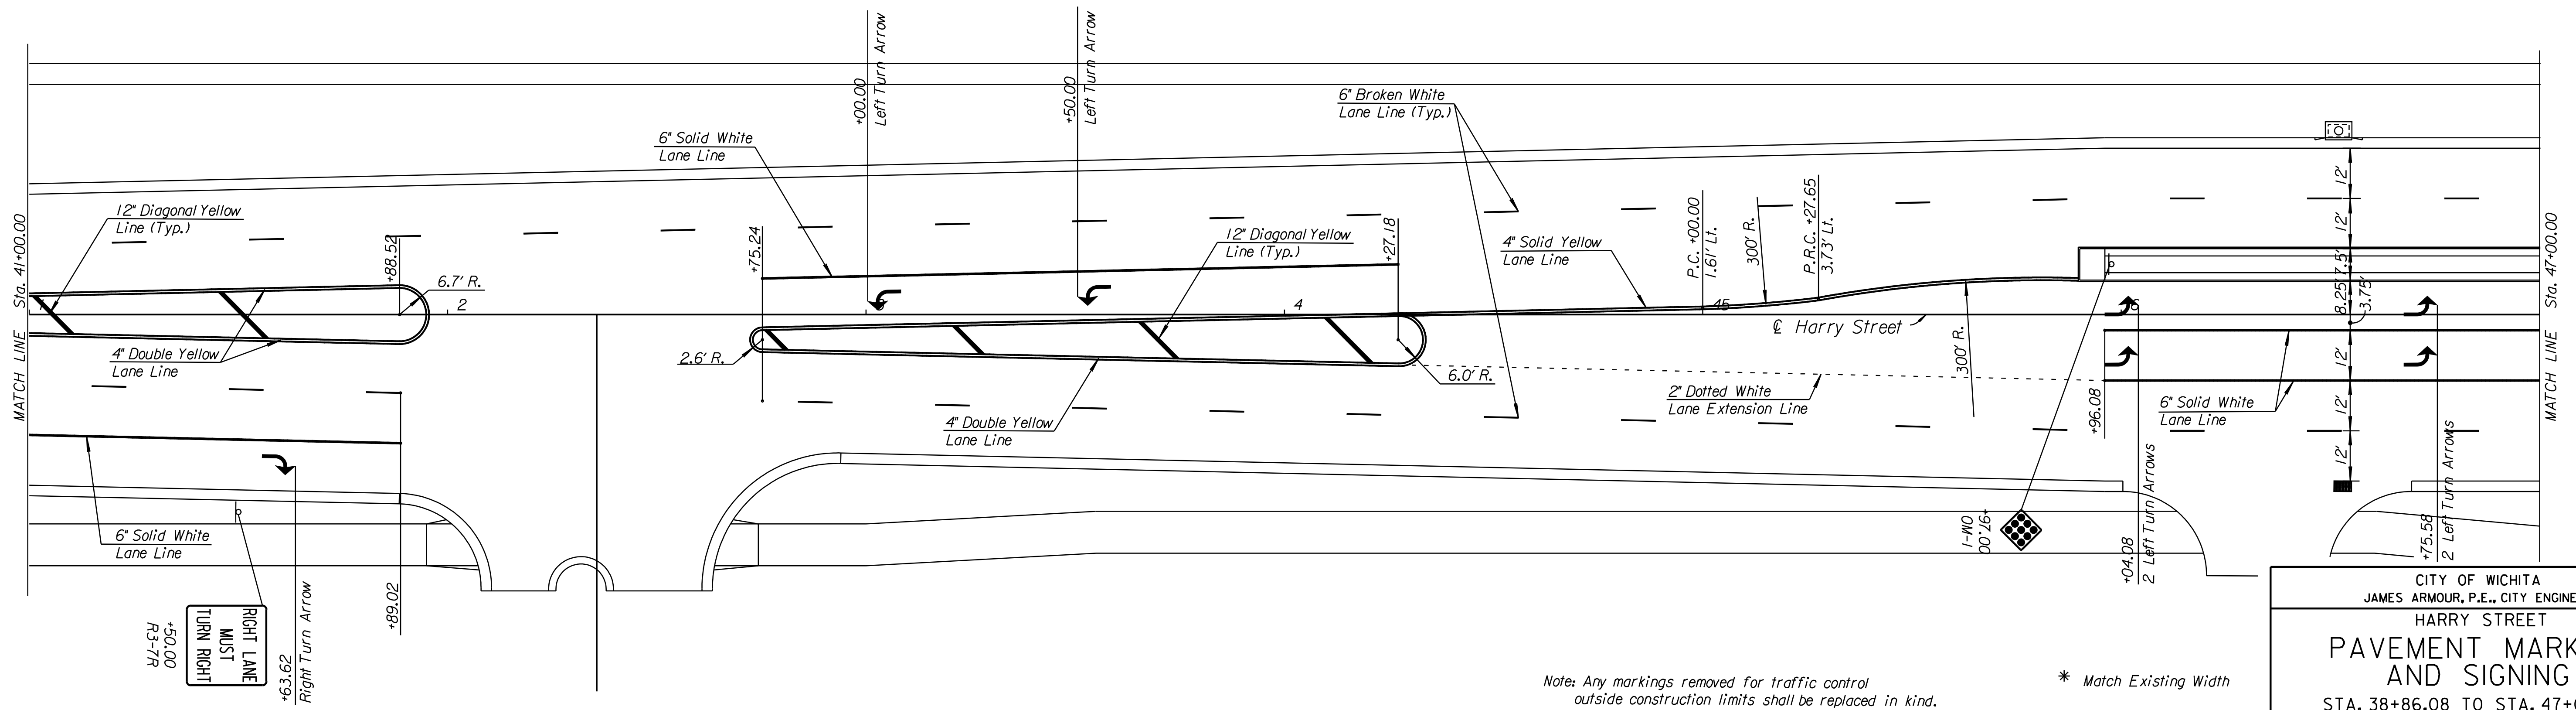 MATCH LINE Sta. 41+00.00
12" Diagonal Yellow
Line (Typ.)
4" Double Yellow
Lane Line
6" Solid White
Lane Line
+88.52
6.7' R.
2
RIGHT LANE
MUST
TURN RIGHT
+50.00
R3-7R
+63.62
Right Turn Arrow
+89.02
6" Solid White
Lane Line
+75.24
2.6' R.
+00.00
Left Turn Arrow
3
+50.00
Left Turn Arrow
12" Diagonal Yellow
Line (Typ.)
4" Double Yellow
Lane Line
6" Broken White
Lane Line (Typ.)
+27.18
4
6.0' R.
4" Solid Yellow
Lane Line
P.C. +00.00
1.61' Lt.
45
300' R.
P.R.C. +27.65
3.73' Lt.
℄ Harry Street
2" Dotted White
Lane Extension Line
300' R.
+97.00
OM-1
+96.08
6
+04.08
2 Left Turn Arrows
6" Solid White
Lane Line
12'
12'
7.5'
8.25'
3.75'
12'
12'
12'
+75.58
2 Left Turn Arrows
MATCH LINE Sta. 47+00.00
Note: Any markings removed for traffic control
outside construction limits shall be replaced in kind.
* Match Existing Width
CITY OF WICHITA
JAMES ARMOUR, P.E., CITY ENGINE
HARRY STREET
PAVEMENT MARK
AND SIGNING
STA. 38+86.08 TO STA. 47+